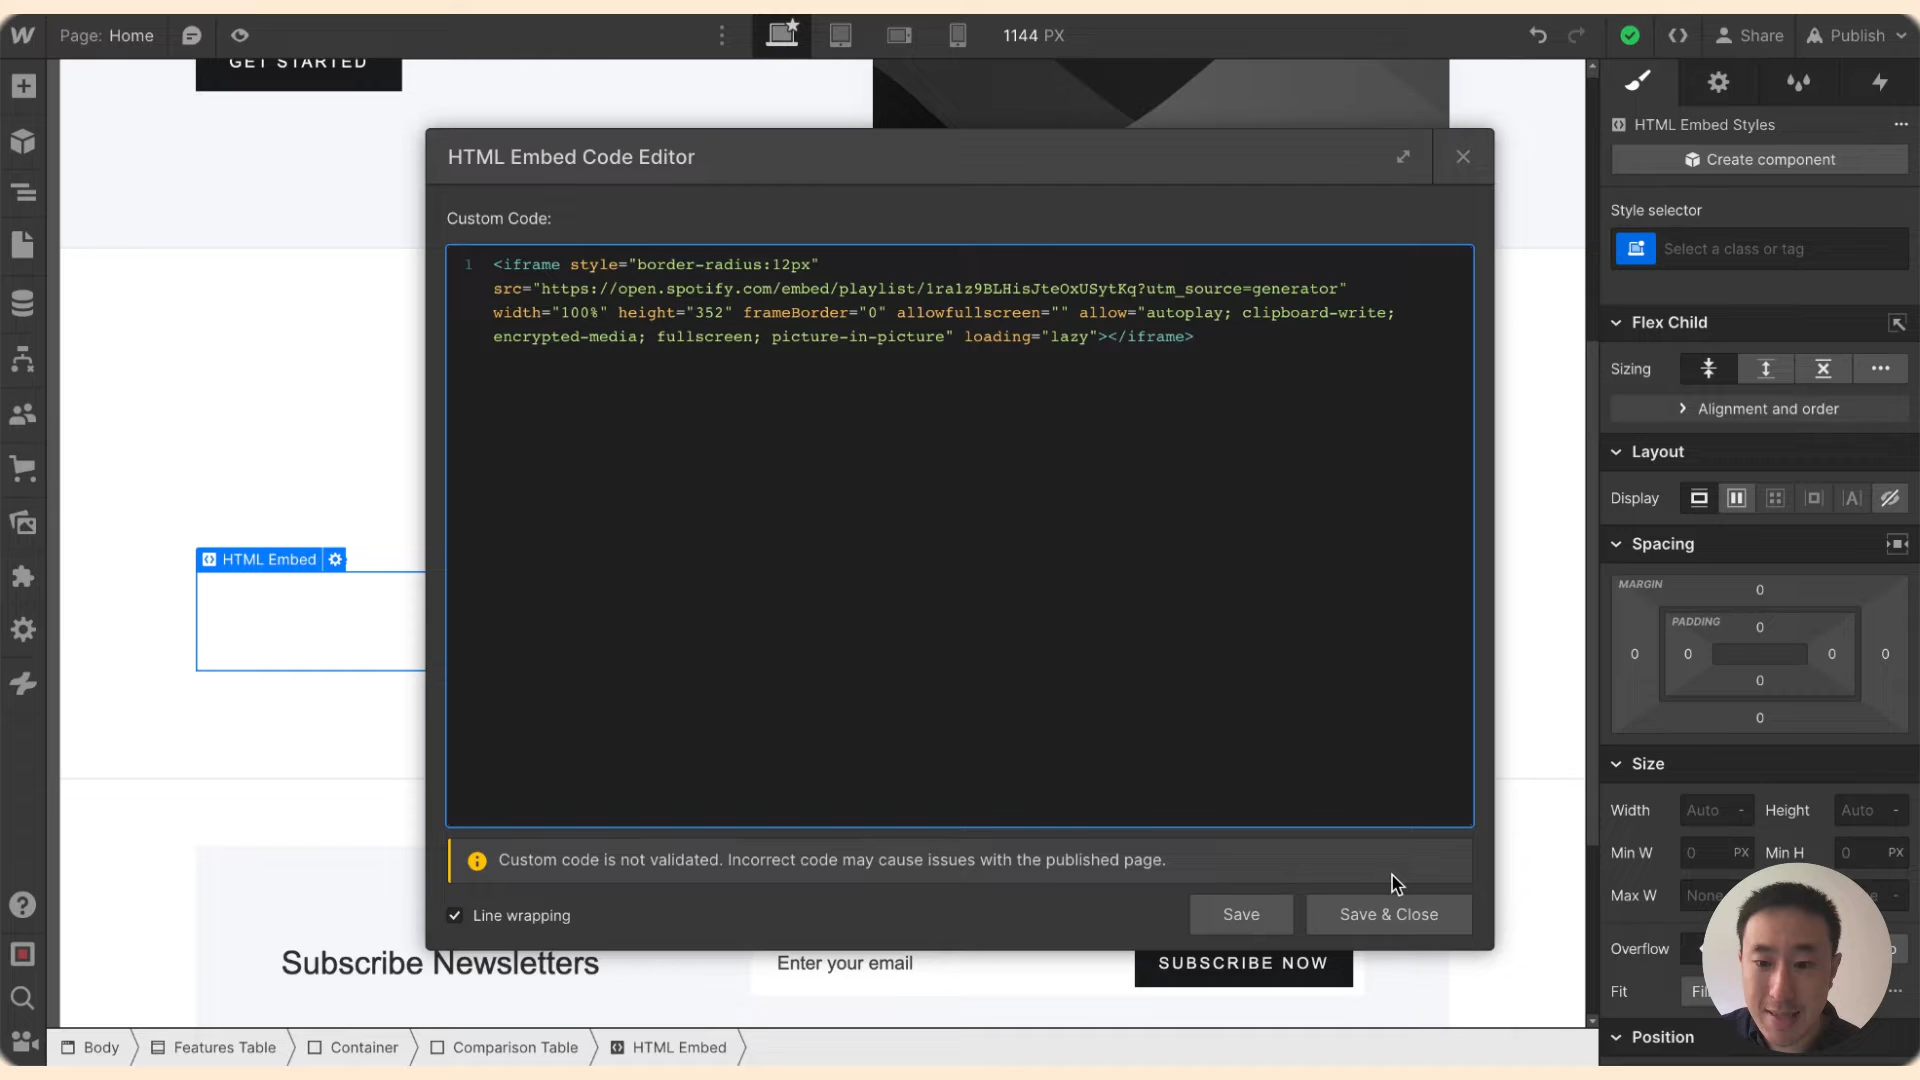 Page: Home
1144 PX
Share
Publish
GET STARTED
HTML Embed Code Editor
Custom Code:
1 <iframe style="border-radius:12px"
src="https://open.spotify.com/embed/playlist/1ra1z9BLHisJteOxUSytKq?utm_source=generator"
width="100%" height="352" frameBorder="0" allowfullscreen="" allow="autoplay; clipboard-write;
encrypted-media; fullscreen; picture-in-picture" loading="lazy"></iframe>
HTML Embed
Custom code is not validated. Incorrect code may cause issues with the published page.
Line wrapping
Save
Save & Close
Subscribe Newsletters
Enter your email
SUBSCRIBE NOW
Body
Features Table
Container
Comparison Table
HTML Embed
HTML Embed Styles
Create component
Style selector
Select a class or tag
Flex Child
Sizing
Alignment and order
Layout
Display
Spacing
MARGIN
0
PADDING
0
0 0 0 0
0
0
Size
Width Auto - Height Auto -
Min W 0 PX Min H 0 PX
Max W None
Overflow
Fit
Position